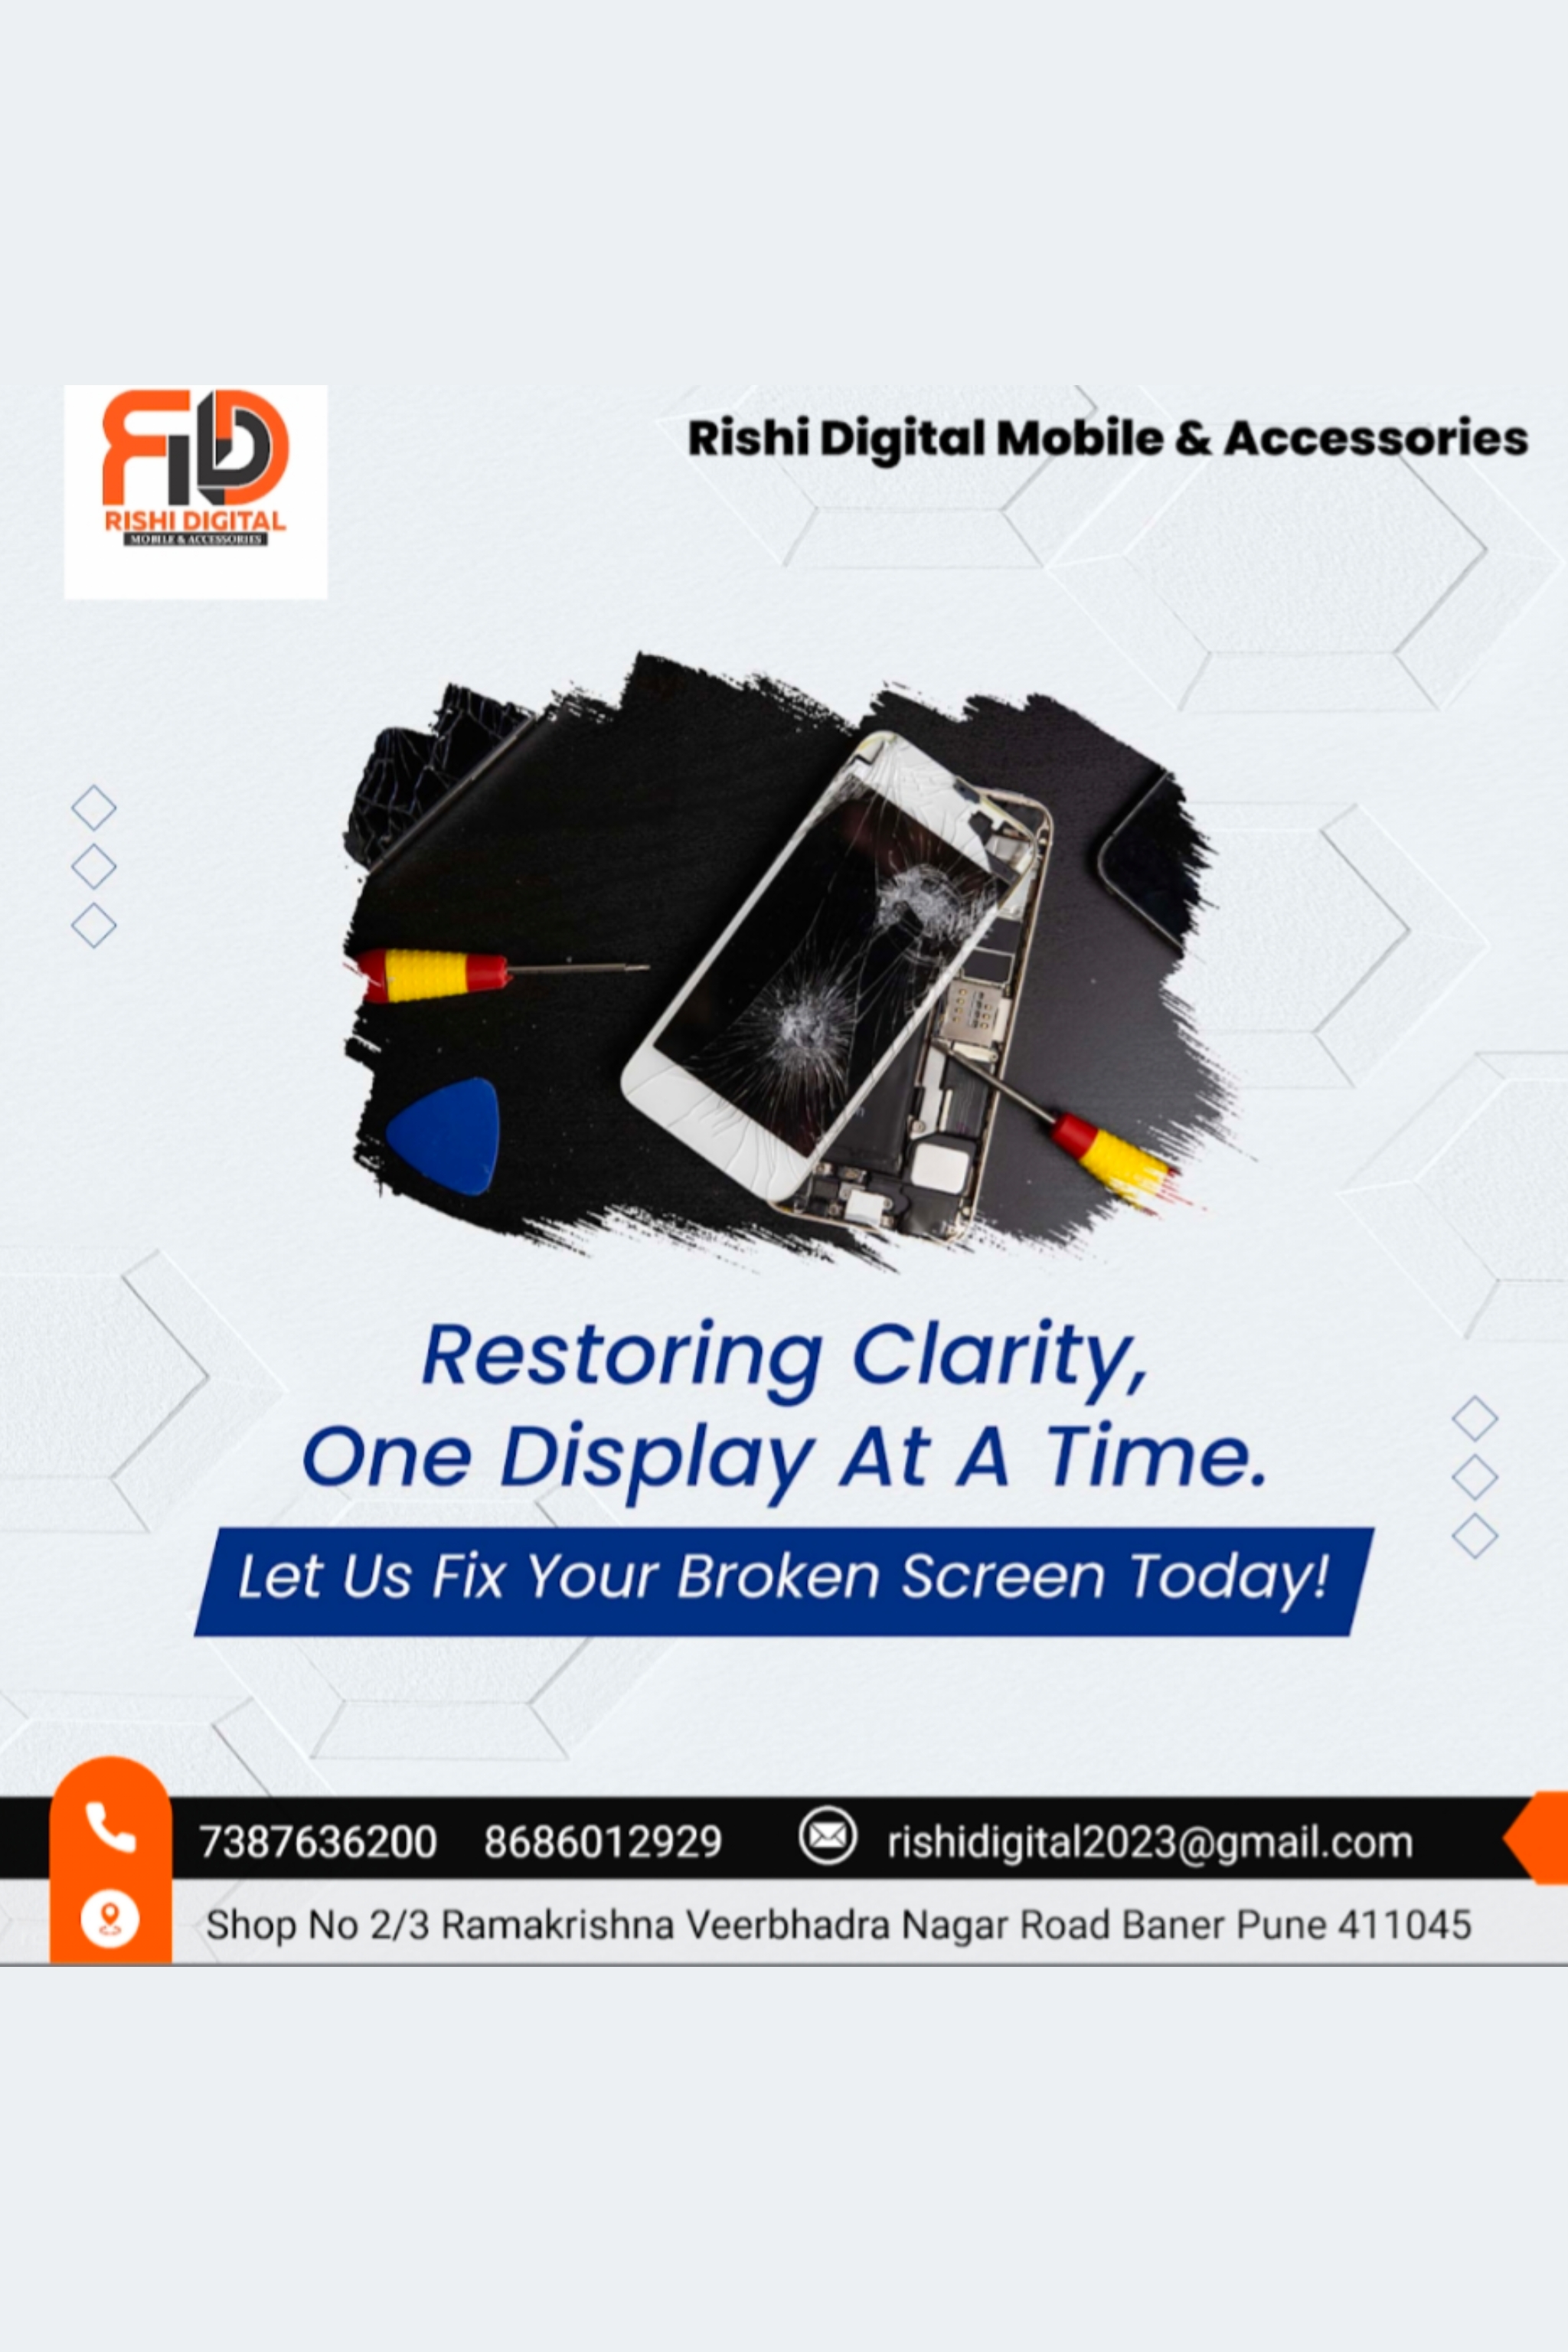 RISHI DIGITAL
MOBILE & ACCESSORIES
Rishi Digital Mobile & Accessories
Restoring Clarity,
One Display At A Time.
Let Us Fix Your Broken Screen Today!
7387636200 8686012929 rishidigital2023@gmail.com
Shop No 2/3 Ramakrishna Veerbhadra Nagar Road Baner Pune 411045